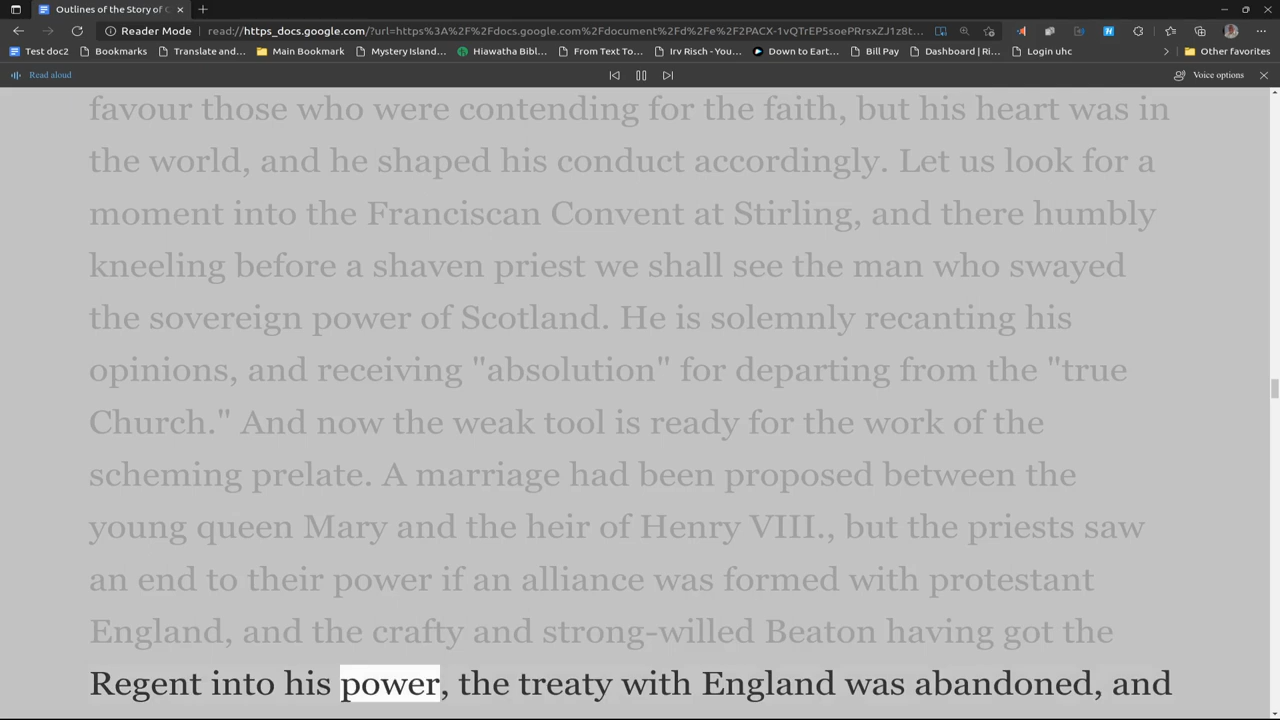 Outlines of the Story of C
Reader Mode
read://https_docs.google.com/?url=https%3A%2F%2Fdocs.google.com%2Fdocument%2Fd%2Fe%2F2PACX-1vQTrEP5ssoePRrsxZJ1z8t...
Test doc2 Bookmarks Translate and... Main Bookmark Mystery Island... Hiawatha Bibl... From Text To... Irv Risch - You... Down to Eart... Bill Pay Dashboard | Ri... Login uhc Other favorites
Read aloud Voice options
favour those who were contending for the faith, but his heart was in
the world, and he shaped his conduct accordingly. Let us look for a
moment into the Franciscan Convent at Stirling, and there humbly
kneeling before a shaven priest we shall see the man who swayed
the sovereign power of Scotland. He is solemnly recanting his
opinions, and receiving "absolution" for departing from the "true
Church." And now the weak tool is ready for the work of the
scheming prelate. A marriage had been proposed between the
young queen Mary and the heir of Henry VIII., but the priests saw
an end to their power if an alliance was formed with protestant
England, and the crafty and strong-willed Beaton having got the
Regent into his power, the treaty with England was abandoned, and